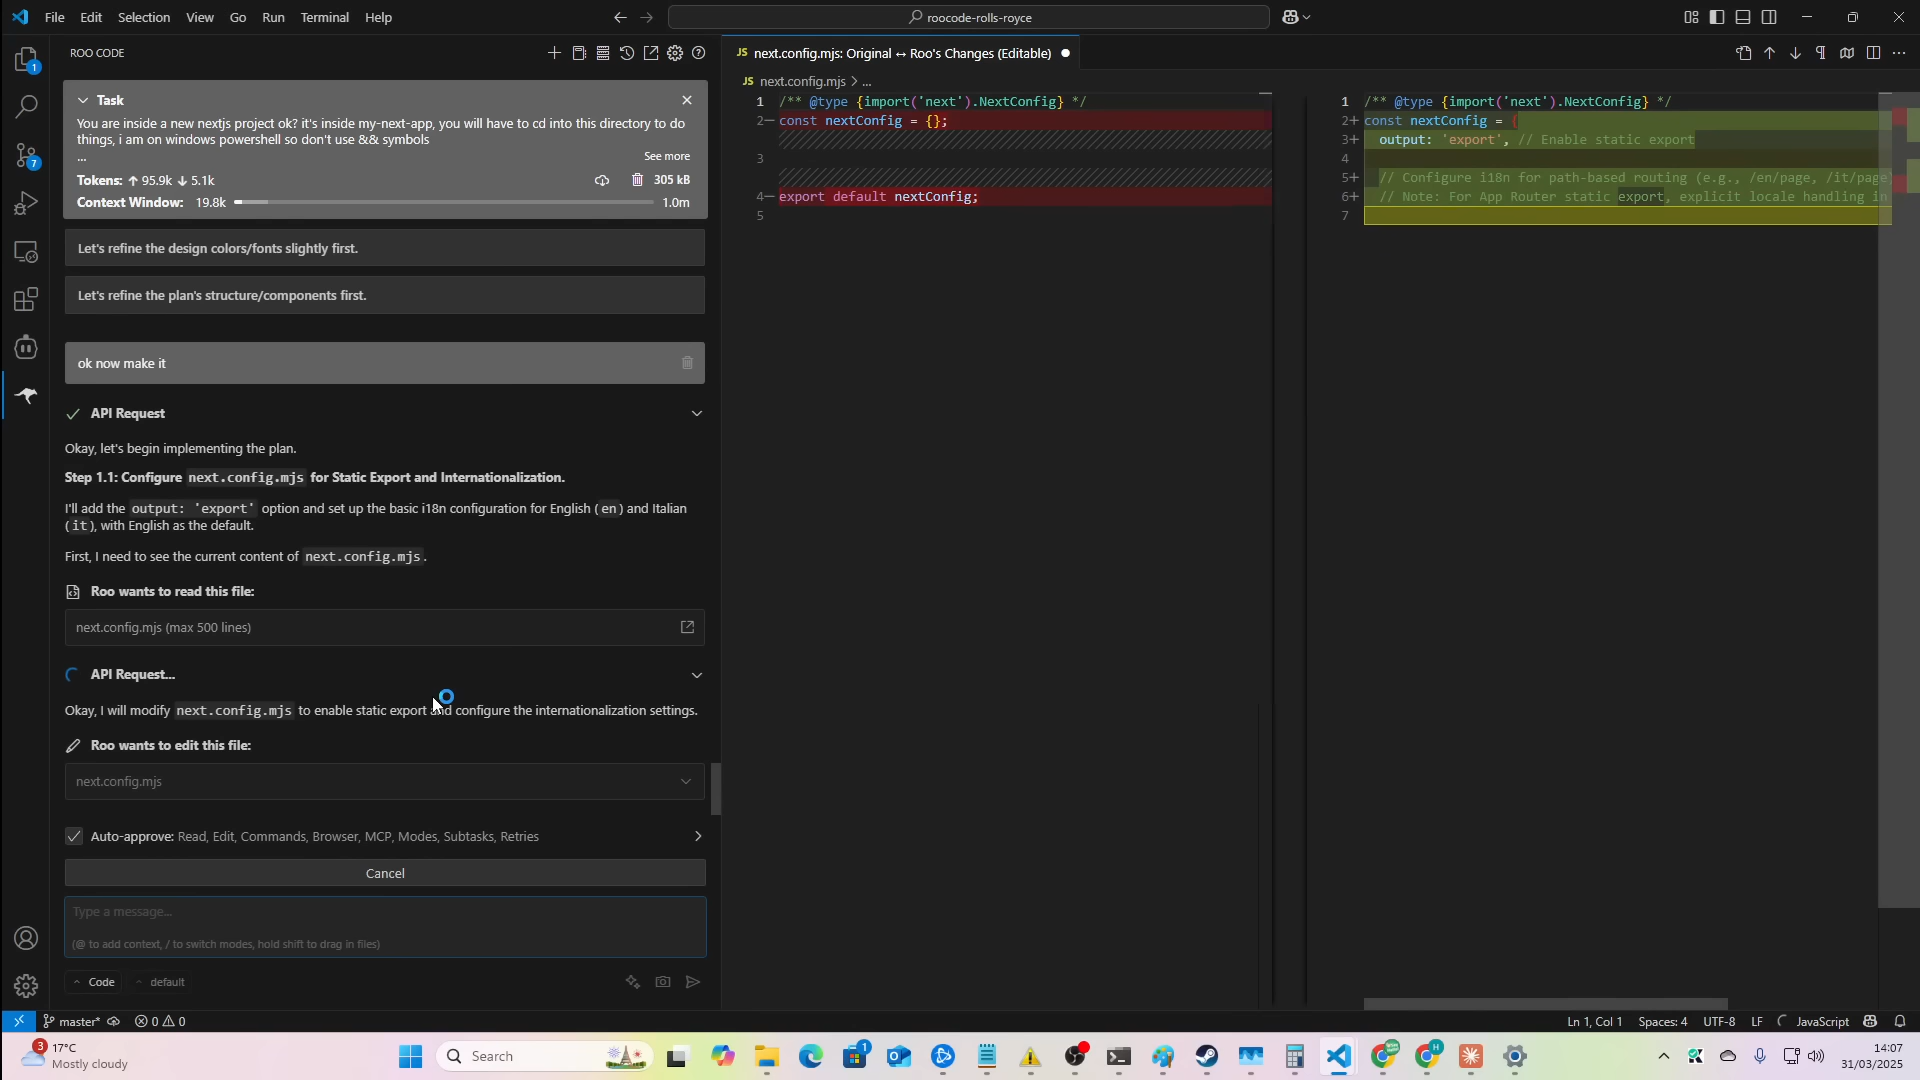 File Edit Selection View Go Run Terminal Help
roocode-rolls-royce
ROO CODE
1
7
Task
You are inside a new nextjs project ok? it's inside my-next-app, you will have to cd into this directory to do
things, i am on windows powershell so don't use && symbols
...
See more
Tokens: ↑ 95.9k ↓ 5.1k
305 kB
Context Window: 19.8k
1.0m
Let's refine the design colors/fonts slightly first.
Let's refine the plan's structure/components first.
ok now make it
API Request
Okay, let's begin implementing the plan.
Step 1.1: Configure next.config.mjs for Static Export and Internationalization.
I'll add the output: 'export' option and set up the basic i18n configuration for English (en) and Italian
(it), with English as the default.
First, I need to see the current content of next.config.mjs.
Roo wants to read this file:
next.config.mjs (max 500 lines)
API Request...
Okay, I will modify next.config.mjs to enable static export and configure the internationalization settings.
Roo wants to edit this file:
next.config.mjs
Auto-approve: Read, Edit, Commands, Browser, MCP, Modes, Subtasks, Retries
Cancel
Type a message...
(@ to add context, / to switch modes, hold shift to drag in files)
Code default
JS next.config.mjs: Original ↔ Roo's Changes (Editable)
JS next.config.mjs > ...
1 /** @type {import('next').NextConfig} */
2− const nextConfig = {};
3
4− export default nextConfig;
5
1 /** @type {import('next').NextConfig} */
2+ const nextConfig = {
3+ output: 'export', // Enable static export
4
5+ // Configure i18n for path-based routing (e.g., /en/page, /it/page
6+ // Note: For App Router static export, explicit locale handling in
7
master* 0 0
Ln 1, Col 1 Spaces: 4 UTF-8 LF JavaScript
3
17°C
Mostly cloudy
Search
1
H
14:07
31/03/2025